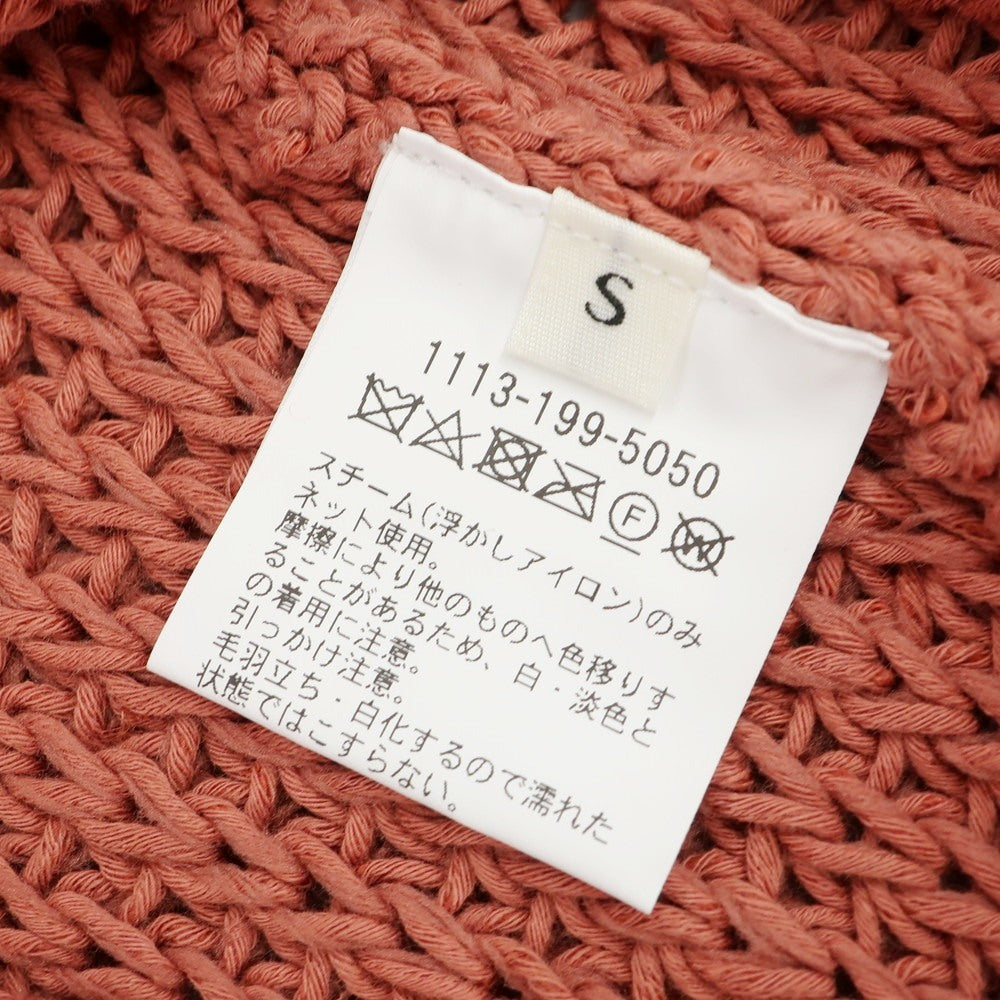 S
1113-199-5050
F
W
スチーム(浮かしアイロン)のみ
ネット使用。
摩擦により他のものへ色移りす
ることがあるため、白・淡色と
の着用に注意。
引っかけ注意。
毛羽立ち・白化するので濡れた
状態ではこすらない。